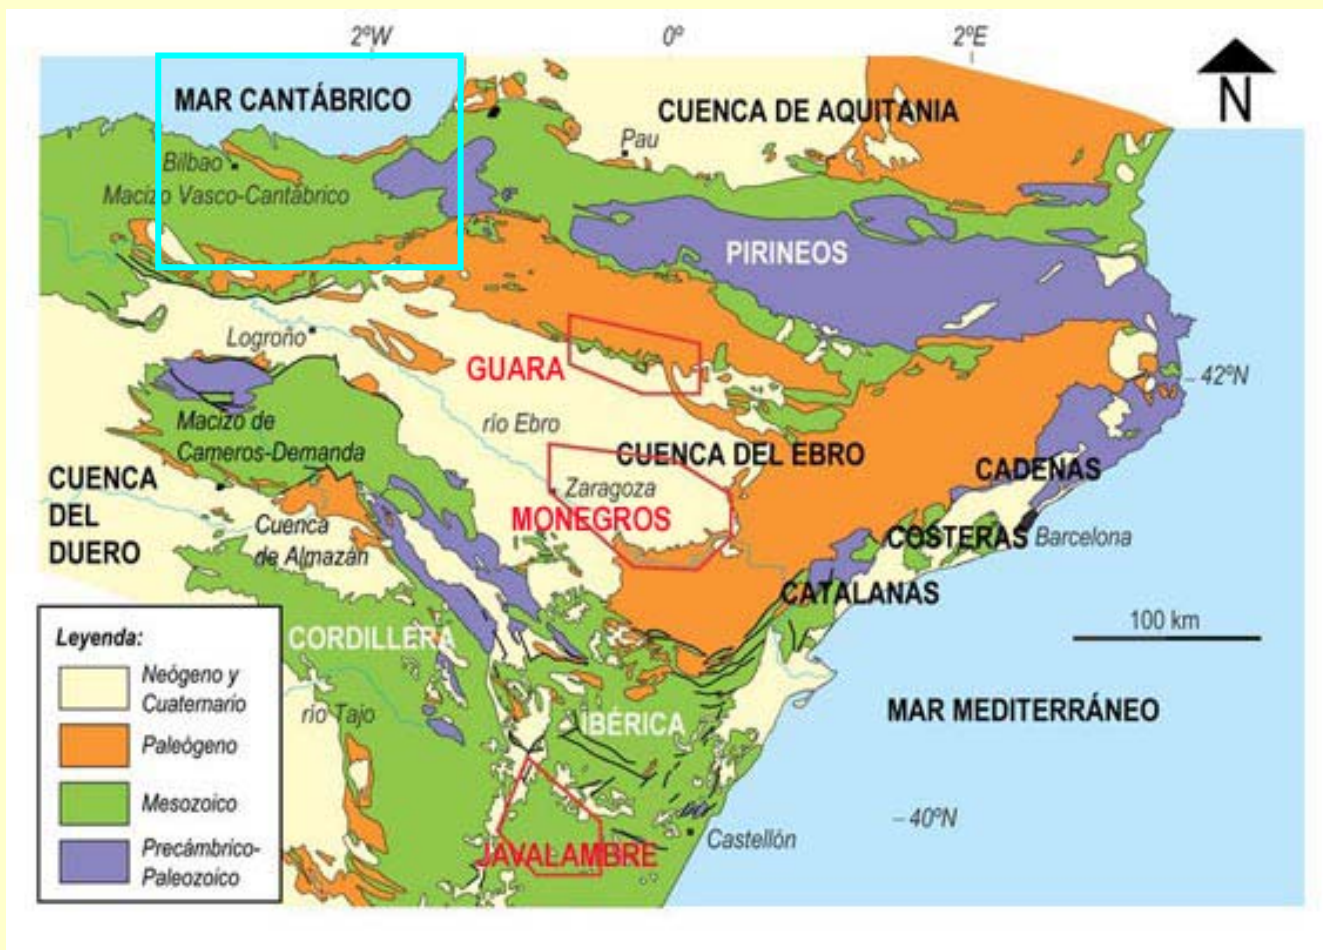 2ºW
0º
2ºE
N
MAR CANTÁBRICO
CUENCA DE AQUITANIA
Pau
Bilbao
Macizo Vasco-Cantábrico
PIRINEOS
Logroño
GUARA
42ºN
río Ebro
Macizo de
Cameros-Demanda
CUENCA DEL EBRO
CADENAS
CUENCA
DEL
DUERO
Zaragoza
MONEGROS
Cuenca
de Almazán
COSTERAS
Barcelona
CATALANAS
100 km
CORDILLERA
Leyenda:
Neógeno y
Cuaternario
Paleógeno
Mesozoico
Precámbrico-
Paleozoico
río Tajo
IBÉRICA
MAR MEDITERRÁNEO
40ºN
Castellón
JAVALAMBRE